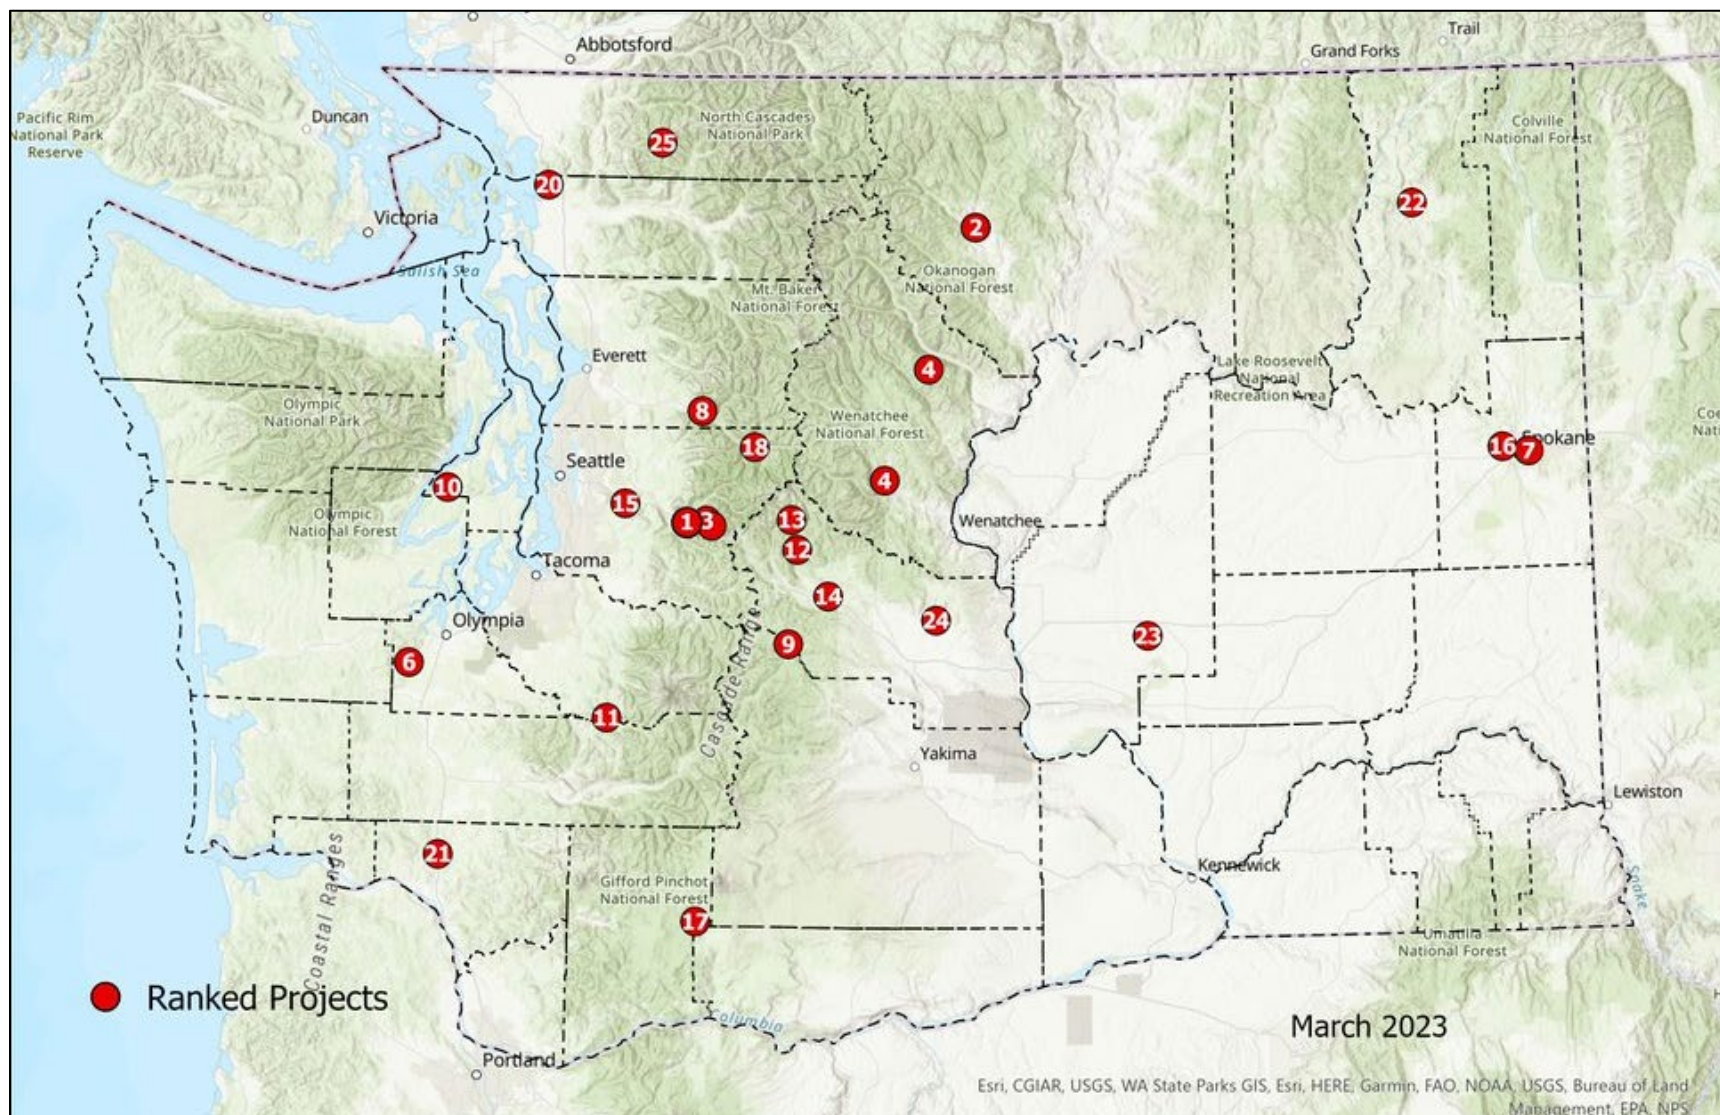 Trail
Abbotsford
Grand Forks
Pacific Rim
National Park
Reserve
Duncan
North Cascades
National Park
Colville
National Forest
25
20
22
Victoria
2
Salish Sea
Okanogan
National Forest
Mt. Baker
National Forest
Everett
4
Lake Roosevelt
National
Recreation Area
Olympic
National Park
8
Wenatchee
National Forest
18
16
7
Spokane
Seattle
4
10
15
Olympic
National Forest
1
3
13
Wenatchee
12
Tacoma
14
Olympia
24
23
9
6
Cascade Range
11
Yakima
Lewiston
21
Coastal Ranges
Kennewick
Gifford Pinchot
National Forest
Snake
17
Umatilla
National Forest
Ranked Projects
Columbia
March 2023
Portland
Esri, CGIAR, USGS, WA State Parks GIS, Esri, HERE, Garmin, FAO, NOAA, USGS, Bureau of Land
Management, EPA, NPS